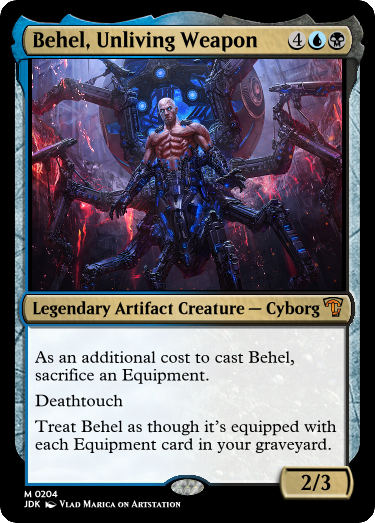 Behel, Unliving Weapon 4
Legendary Artifact Creature — Cyborg
As an additional cost to cast Behel,
sacrifice an Equipment.
Deathtouch
Treat Behel as though it's equipped with
each Equipment card in your graveyard.
2/3
M 0204
JDK Vlad Marica on Artstation